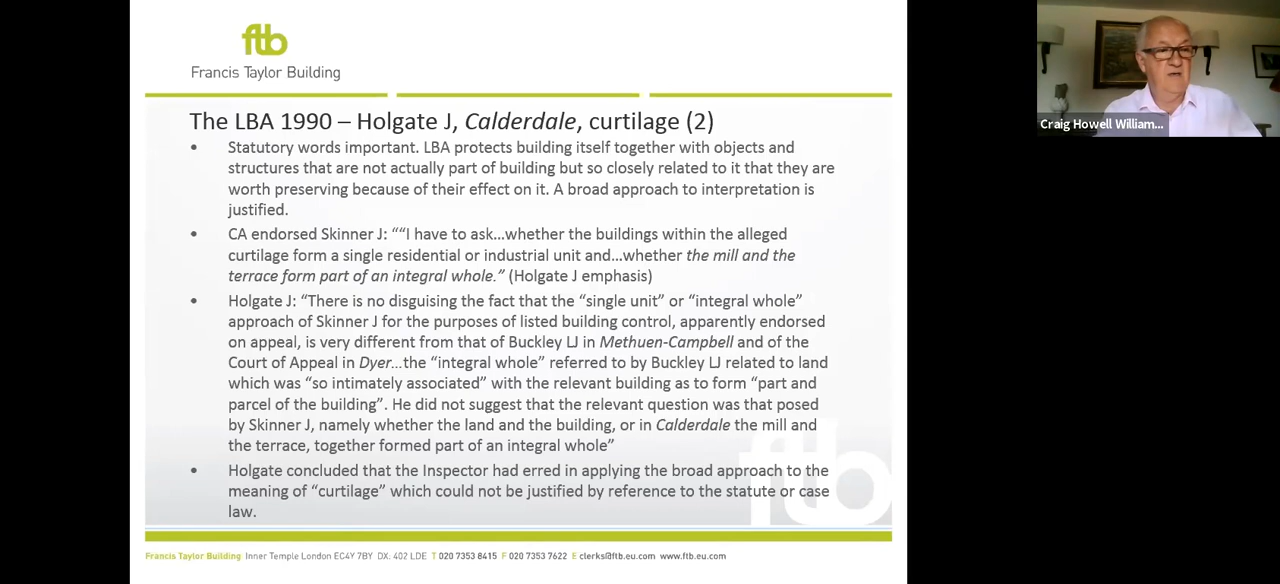 ftb
Francis Taylor Building
The LBA 1990 – Holgate J, Calderdale, curtilage (2)
• Statutory words important. LBA protects building itself together with objects and
structures that are not actually part of building but so closely related to it that they are
worth preserving because of their effect on it. A broad approach to interpretation is
justified.
• CA endorsed Skinner J: ““I have to ask…whether the buildings within the alleged
curtilage form a single residential or industrial unit and…whether the mill and the
terrace form part of an integral whole.” (Holgate J emphasis)
• Holgate J: “There is no disguising the fact that the “single unit” or “integral whole”
approach of Skinner J for the purposes of listed building control, apparently endorsed
on appeal, is very different from that of Buckley LJ in Methuen-Campbell and of the
Court of Appeal in Dyer…the “integral whole” referred to by Buckley LJ related to land
which was “so intimately associated” with the relevant building as to form “part and
parcel of the building”. He did not suggest that the relevant question was that posed
by Skinner J, namely whether the land and the building, or in Calderdale the mill and
the terrace, together formed part of an integral whole”
• Holgate concluded that the Inspector had erred in applying the broad approach to the
meaning of “curtilage” which could not be justified by reference to the statute or case
law.
ftb
Francis Taylor Building Inner Temple London EC4Y 7BY DX: 402 LDE T 020 7353 8415 F 020 7353 7622 E clerks@ftb.eu.com www.ftb.eu.com
Craig Howell William...